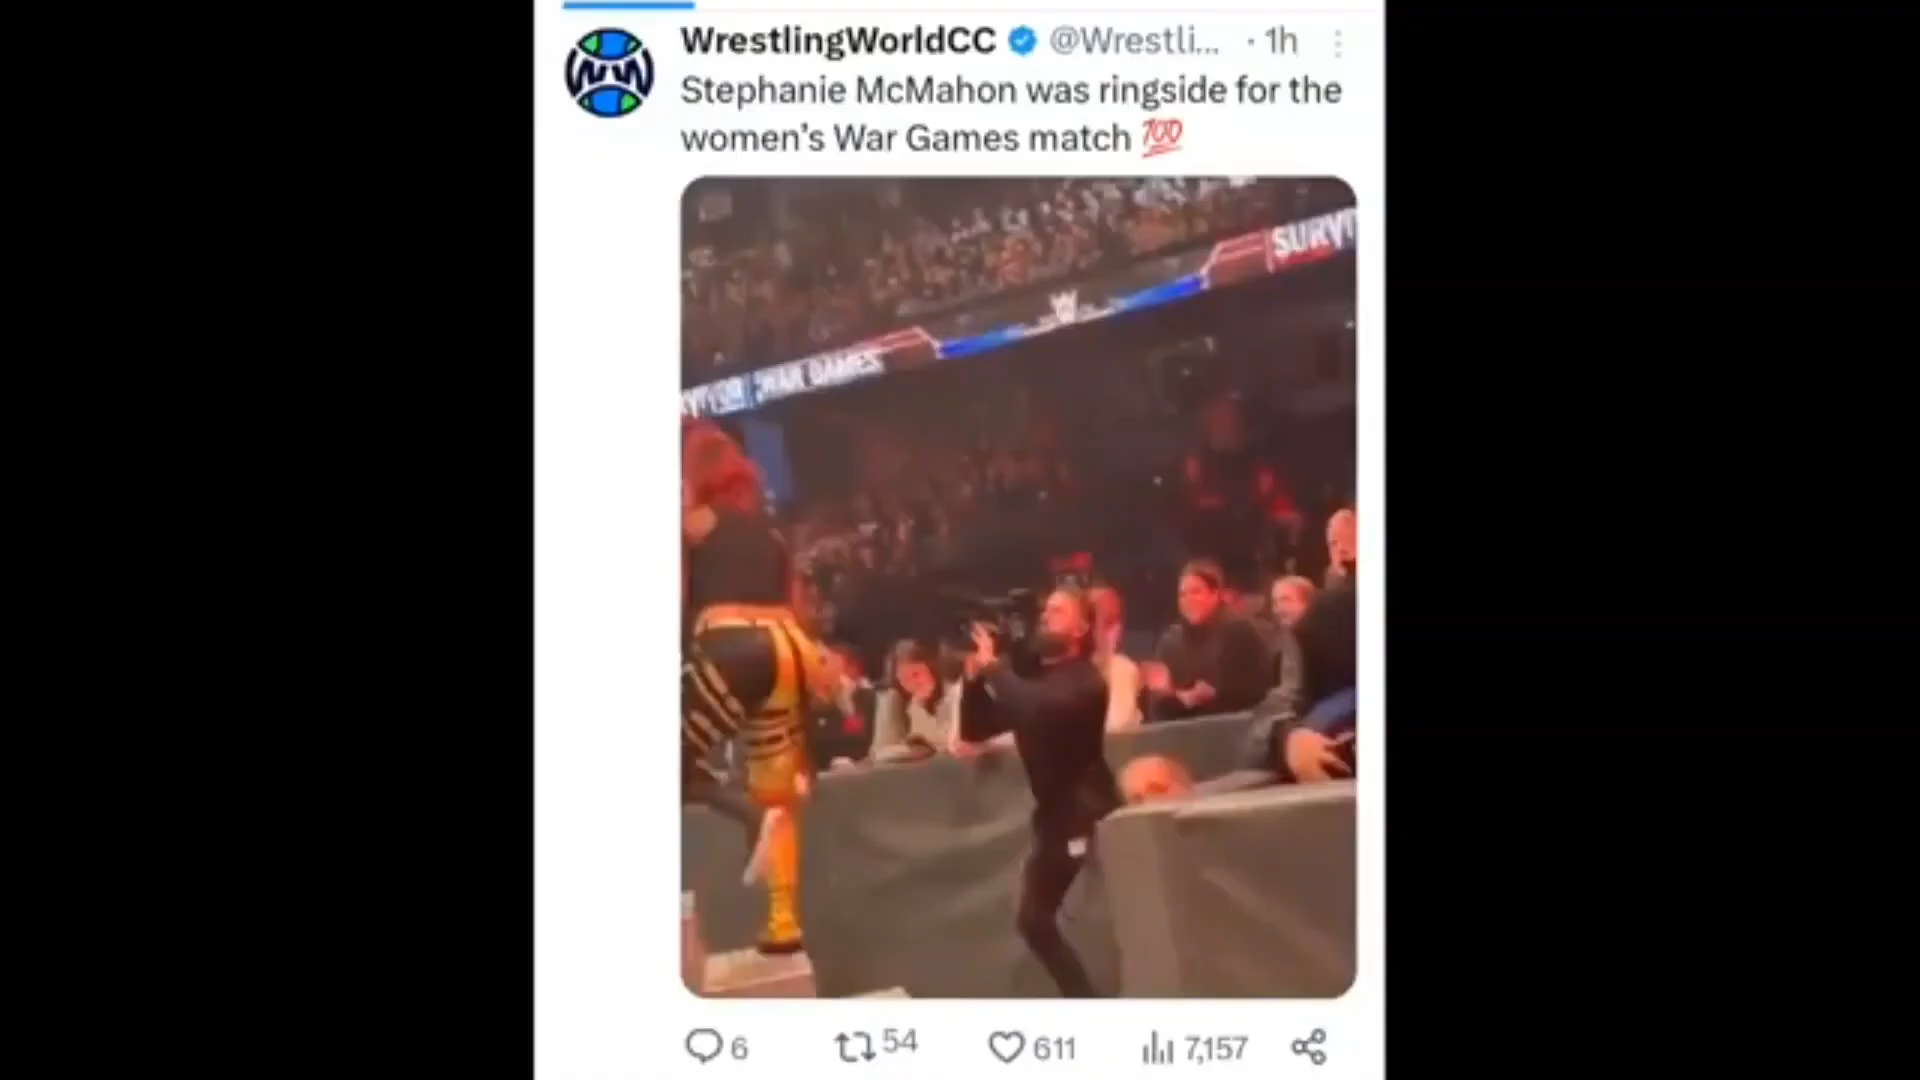 WrestlingWorldCC @Wrestli... · 1h
Stephanie McMahon was ringside for the
women's War Games match 💯
SURVI
WAR GAMES
6 54 611 7,157